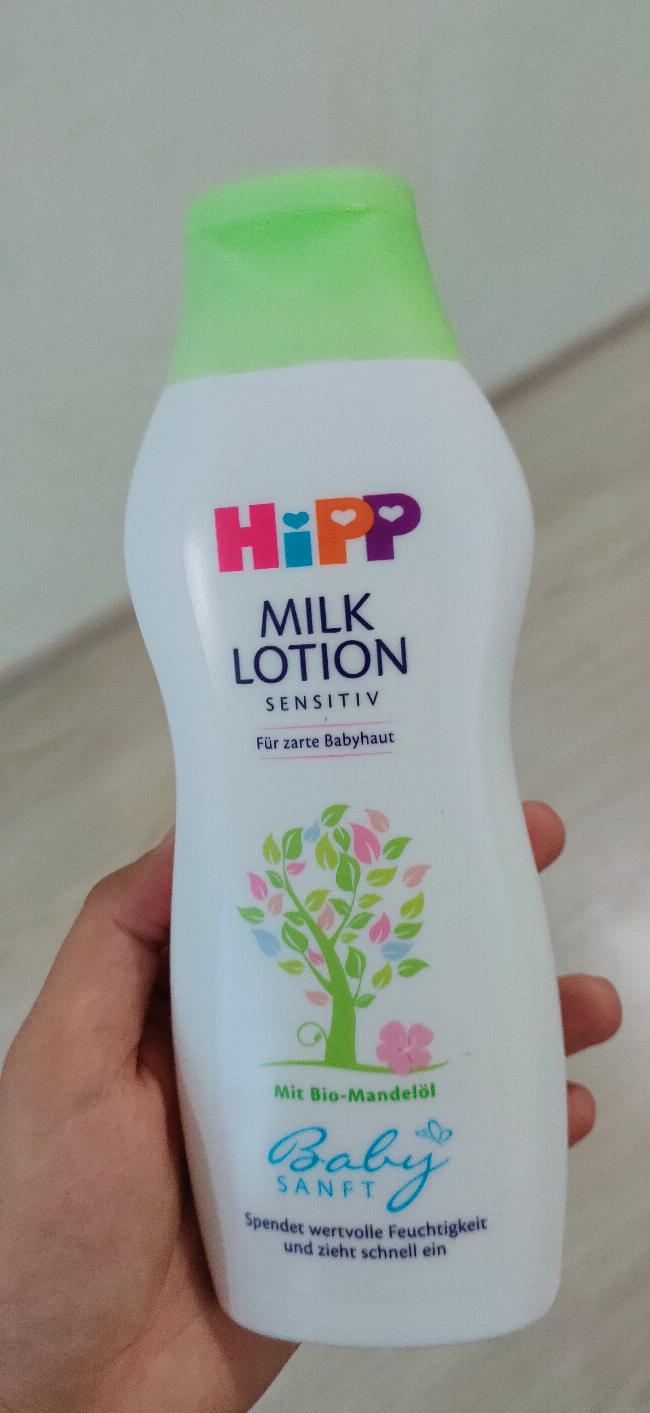 HiPP
MILK
LOTION
SENSITIV
Für zarte Babyhaut
Mit Bio-Mandelöl
Baby
SANFT
Spendet wertvolle Feuchtigkeit
und zieht schnell ein